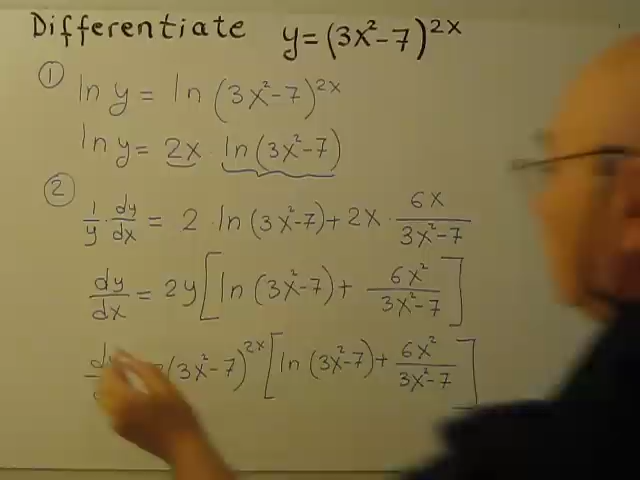 Differentiate y=(3x²-7)^2x
① ln y = ln (3x²-7)^2x
ln y = 2x · ln(3x²-7)
② 1/y · dy/dx = 2 · ln(3x²-7)+2x · 6x/(3x²-7)
dy/dx = 2y[ln (3x²-7)+ 6x²/(3x²-7)]
(3x²-7)^2x [ln (3x²-7)+ 6x²/(3x²-7)]